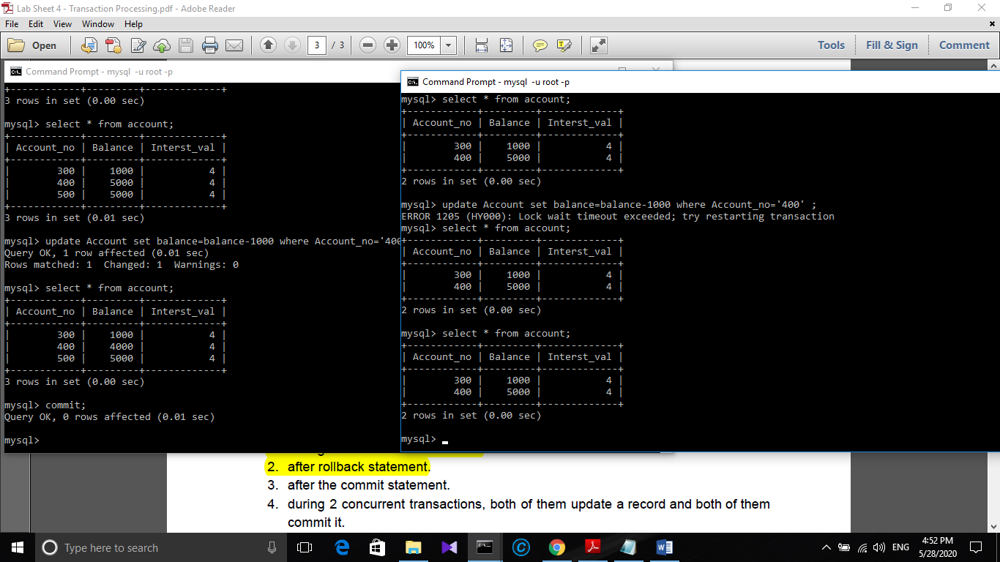 Lab Sheet 4 - Transaction Processing.pdf - Adobe Reader
File Edit View Window Help
Open 3 / 3 100% Tools Fill & Sign Comment
Command Prompt - mysql -u root -p
+------------+---------+-------------+
3 rows in set (0.00 sec)
mysql> select * from account;
+------------+---------+-------------+
| Account_no | Balance | Interst_val |
+------------+---------+-------------+
| 300 | 1000 | 4 |
| 400 | 5000 | 4 |
| 500 | 5000 | 4 |
+------------+---------+-------------+
3 rows in set (0.01 sec)
mysql> update Account set balance=balance-1000 where Account_no='400
Query OK, 1 row affected (0.01 sec)
Rows matched: 1 Changed: 1 Warnings: 0
mysql> select * from account;
+------------+---------+-------------+
| Account_no | Balance | Interst_val |
+------------+---------+-------------+
| 300 | 1000 | 4 |
| 400 | 4000 | 4 |
| 500 | 5000 | 4 |
+------------+---------+-------------+
3 rows in set (0.00 sec)
mysql> commit;
Query OK, 0 rows affected (0.01 sec)
mysql>
Command Prompt - mysql -u root -p
mysql> select * from account;
+------------+---------+-------------+
| Account_no | Balance | Interst_val |
+------------+---------+-------------+
| 300 | 1000 | 4 |
| 400 | 5000 | 4 |
+------------+---------+-------------+
2 rows in set (0.00 sec)
mysql> update Account set balance=balance-1000 where Account_no='400' ;
ERROR 1205 (HY000): Lock wait timeout exceeded; try restarting transaction
mysql> select * from account;
+------------+---------+-------------+
| Account_no | Balance | Interst_val |
+------------+---------+-------------+
| 300 | 1000 | 4 |
| 400 | 5000 | 4 |
+------------+---------+-------------+
2 rows in set (0.00 sec)
mysql> select * from account;
+------------+---------+-------------+
| Account_no | Balance | Interst_val |
+------------+---------+-------------+
| 300 | 1000 | 4 |
| 400 | 5000 | 4 |
+------------+---------+-------------+
2 rows in set (0.00 sec)
mysql>
2. after rollback statement.
3. after the commit statement.
4. during 2 concurrent transactions, both of them update a record and both of them
commit it.
Type here to search
ENG
4:52 PM
5/28/2020